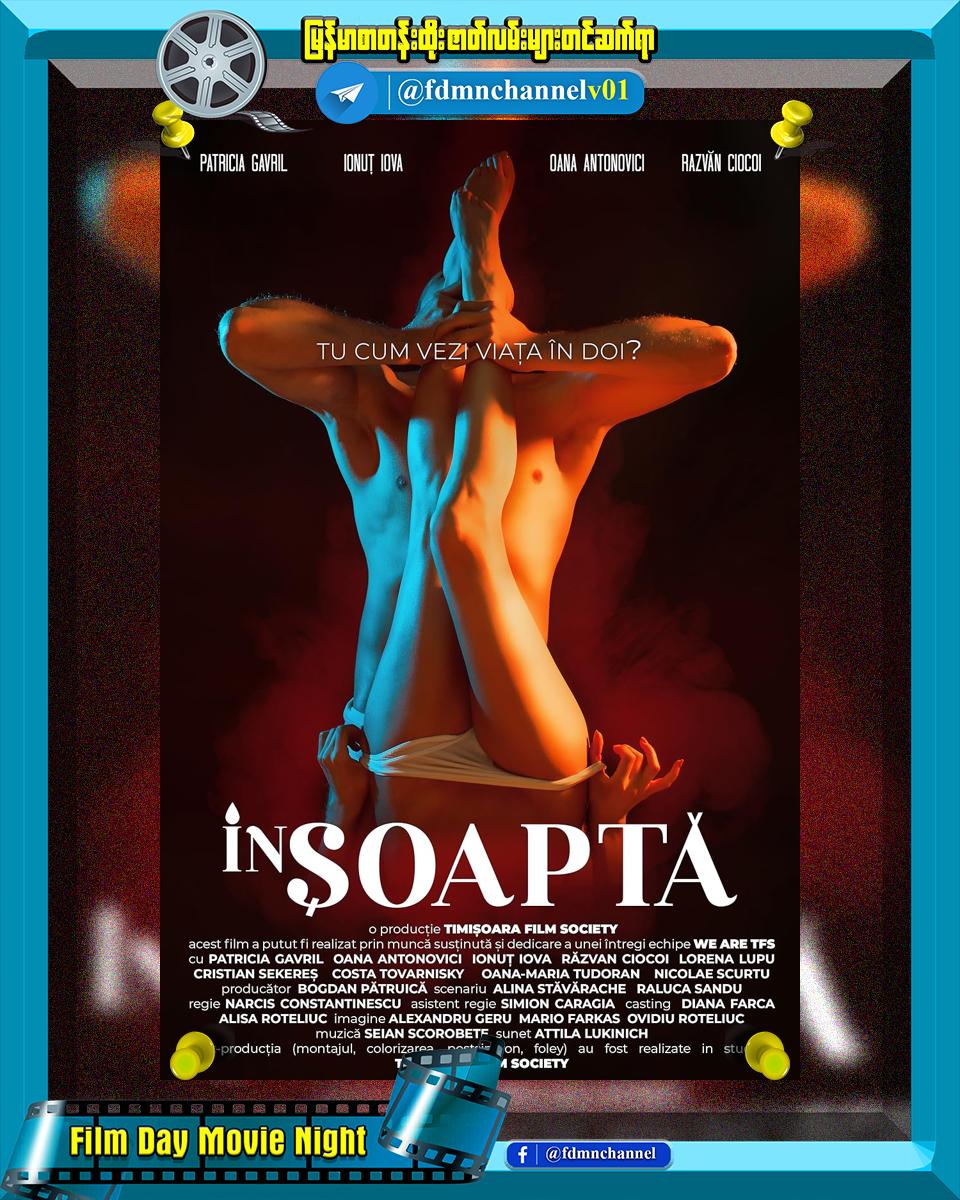 မြန်မာစာတန်းထိုးဇာတ်လမ်းများတင်ဆက်ရာ
@fdmnchannelv01
PATRICIA GAVRIL IONUȚ IOVA OANA ANTONOVICI RAZVĂN CIOCOI
TU CUM VEZI VIAȚA ÎN DOI?
ÎN ȘOAPTĂ
o producție TIMIȘOARA FILM SOCIETY
acest film a putut fi realizat prin muncă susținută și dedicare a unei întregi echipe WE ARE TFS
cu PATRICIA GAVRIL OANA ANTONOVICI IONUȚ IOVA RĂZVAN CIOCOI LORENA LUPU
CRISTIAN SEKEREȘ COSTA TOVARNISKY OANA-MARIA TUDORAN NICOLAE SCURTU
producător BOGDAN PĂTRUICĂ scenariu ALINA STĂVĂRACHE RALUCA SANDU
regie NARCIS CONSTANTINESCU asistent regie SIMION CARAGIA casting DIANA FARCA
ALISA ROTELIUC imagine ALEXANDRU GERU MARIO FARKAS OVIDIU ROTELIUC
muzică SEIAN SCOROBETE sunet ATTILA LUKINICH
-producția (montajul, colorizarea, foley) au fost realizate in
FILM SOCIETY
Film Day Movie Night
@fdmnchannel